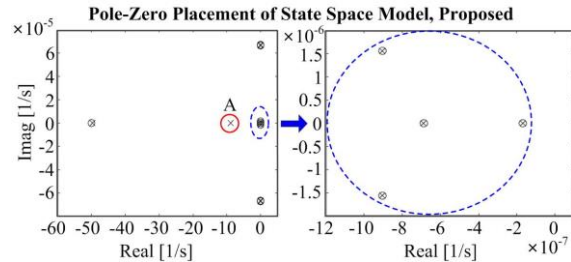 Pole-Zero Placement of State Space Model, Proposed
×10⁻⁵
8
6
4
2
0
-2
-4
-6
-8
Imag [1/s]
A
-60 -50 -40 -30 -20 -10 0
Real [1/s]
×10⁻⁶
1.5
1
0.5
0
-0.5
-1
-1.5
-12 -10 -8 -6 -4 -2 0
×10⁻⁷
Real [1/s]